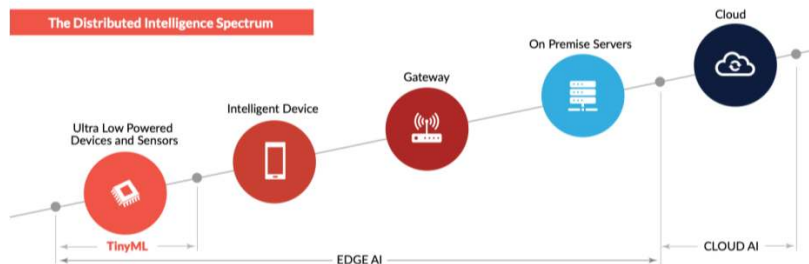 The Distributed Intelligence Spectrum
Cloud
On Premise Servers
Gateway
Intelligent Device
Ultra Low Powered
Devices and Sensors
TinyML
EDGE AI
CLOUD AI